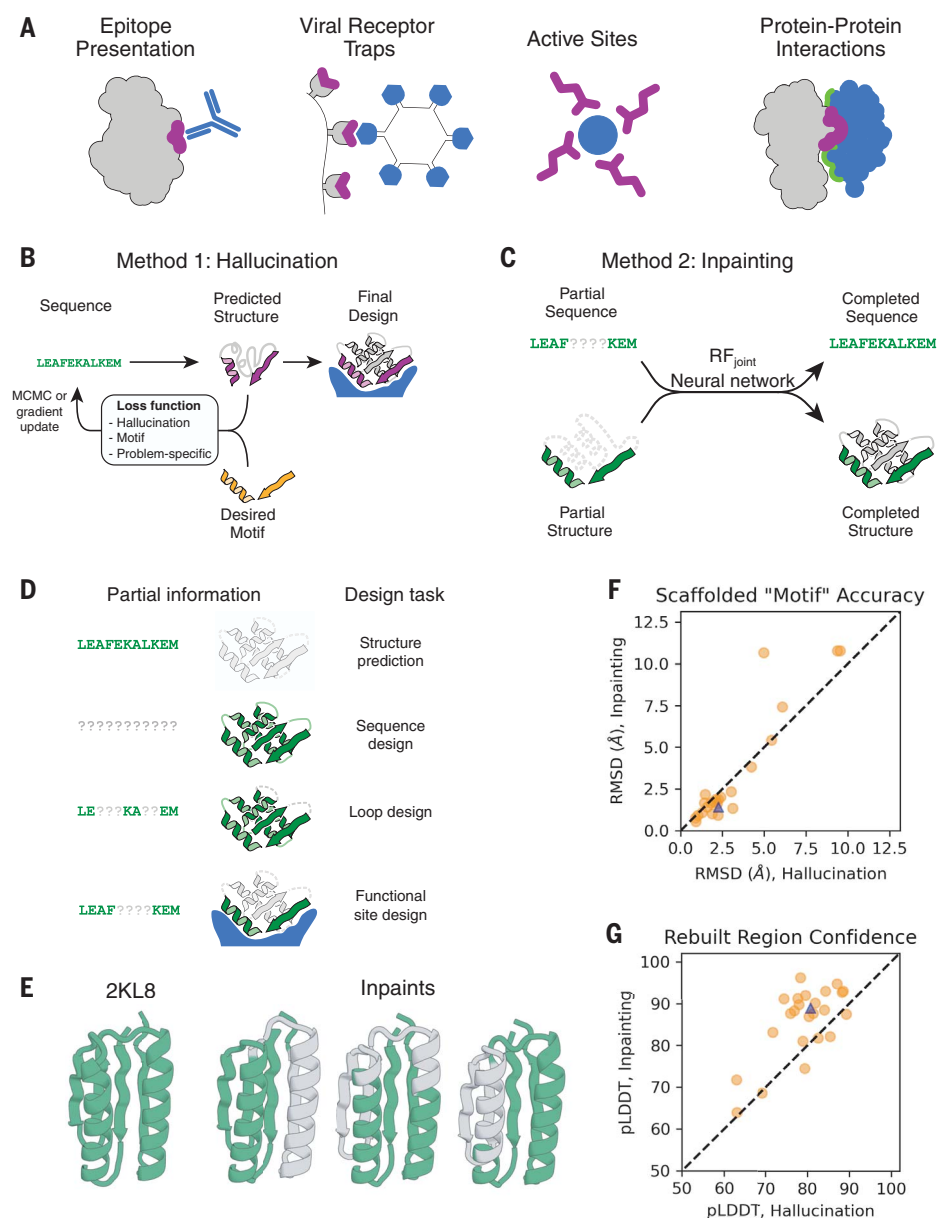 A
Epitope
Presentation
Viral Receptor
Traps
Active Sites
Protein-Protein
Interactions
B
Method 1: Hallucination
Sequence
Predicted
Structure
Final
Design
LEAFEKALKEM
MCMC or
gradient
update
Loss function
- Hallucination
- Motif
- Problem-specific
Desired
Motif
C
Method 2: Inpainting
Partial
Sequence
Completed
Sequence
LEAF????KEM
LEAFEKALKEM
RFjoint
Neural network
Partial
Structure
Completed
Structure
D
Partial information
Design task
LEAFEKALKEM
Structure
prediction
???????????
Sequence
design
LE???KA??EM
Loop design
LEAF????KEM
Functional
site design
E
2KL8
Inpaints
F
Scaffolded "Motif" Accuracy
RMSD (Å), Inpainting
12.5
10.0
7.5
5.0
2.5
0.0
0.0 2.5 5.0 7.5 10.0 12.5
RMSD (Å), Hallucination
G
Rebuilt Region Confidence
pLDDT, Inpainting
100
90
80
70
60
50
50 60 70 80 90 100
pLDDT, Hallucination